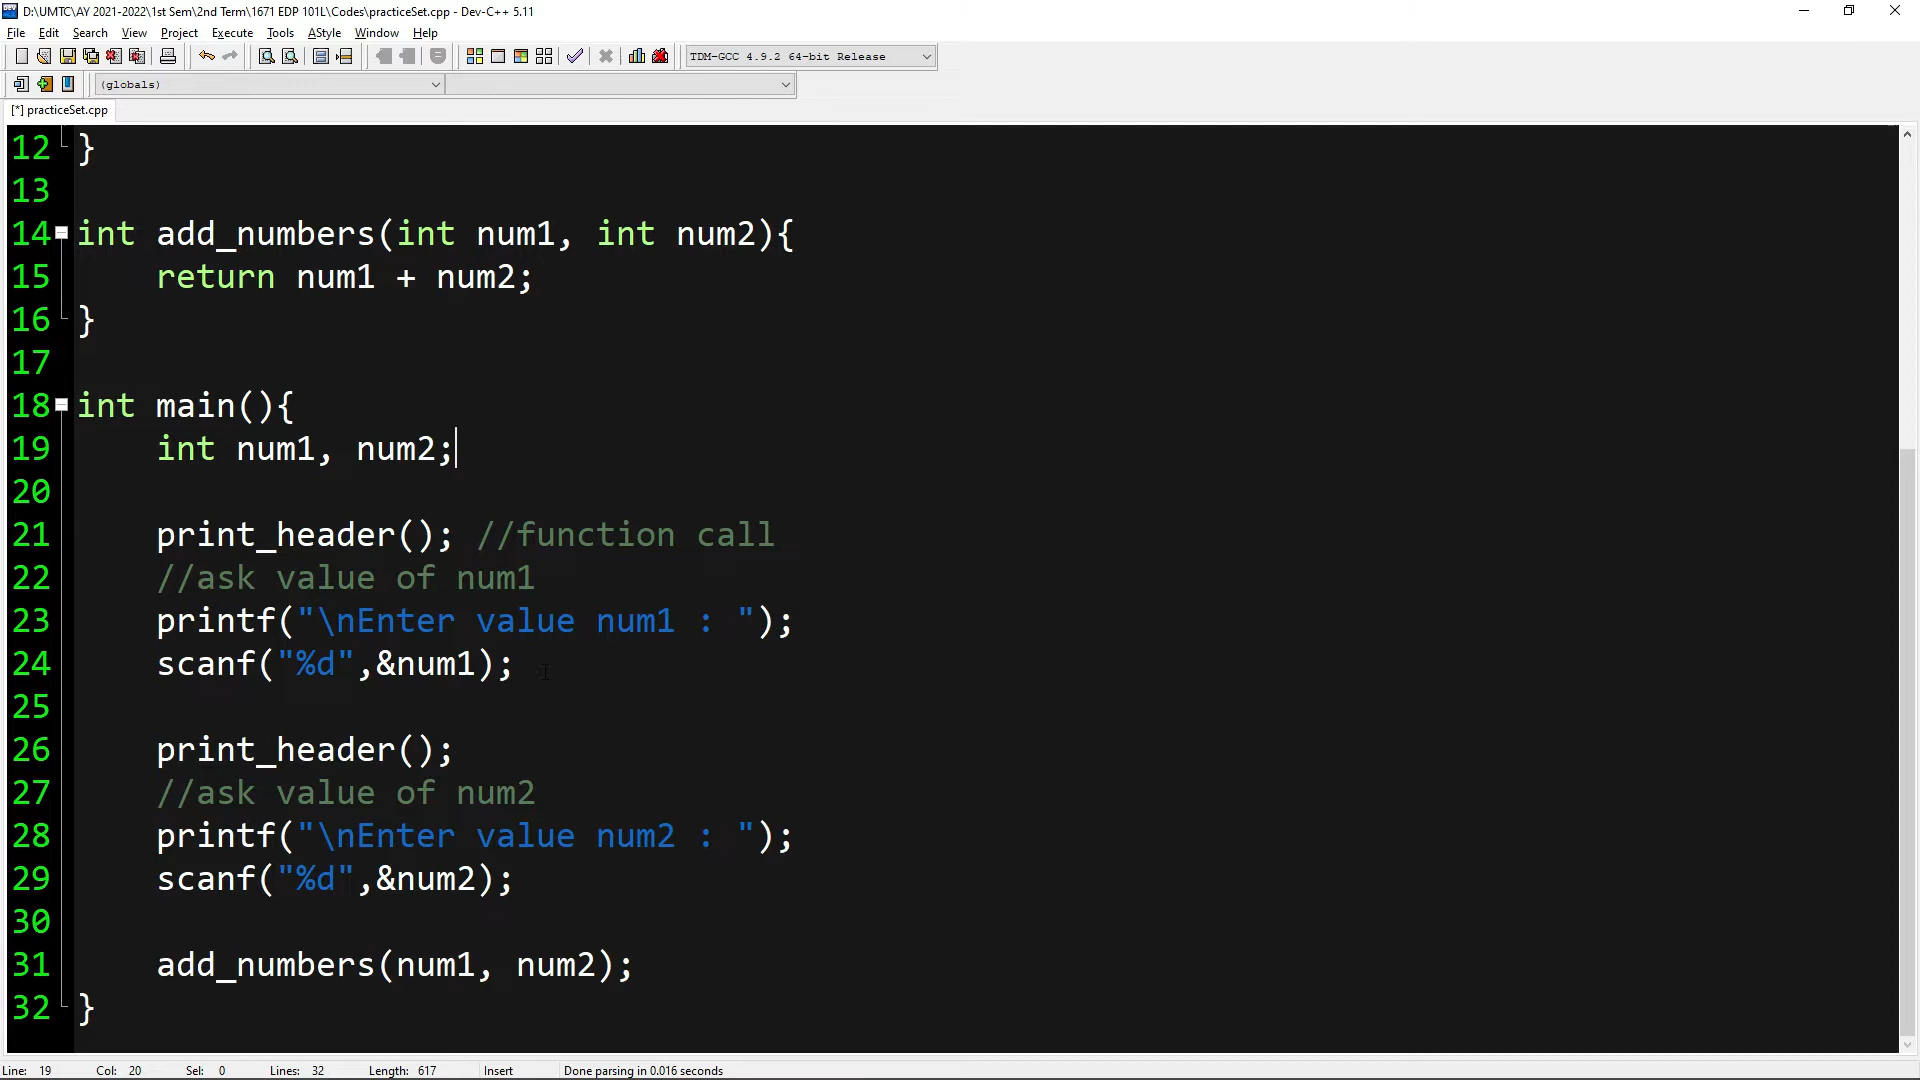 D:\UMTC\AY 2021-2022\1st Sem\2nd Term\1671 EDP 101L\Codes\practiceSet.cpp - Dev-C++ 5.11
File Edit Search View Project Execute Tools AStyle Window Help
TDM-GCC 4.9.2 64-bit Release
(globals)
[*] practiceSet.cpp
12 }
13
14 int add_numbers(int num1, int num2){
15 return num1 + num2;
16 }
17
18 int main(){
19 int num1, num2;
20
21 print_header(); //function call
22 //ask value of num1
23 printf("\nEnter value num1 : ");
24 scanf("%d",&num1);
25
26 print_header();
27 //ask value of num2
28 printf("\nEnter value num2 : ");
29 scanf("%d",&num2);
30
31 add_numbers(num1, num2);
32 }
Line: 19 Col: 20 Sel: 0 Lines: 32 Length: 617 Insert Done parsing in 0.016 seconds